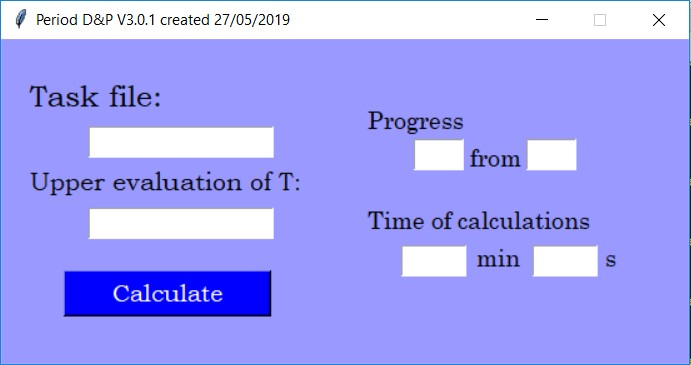 Period D&P V3.0.1 created 27/05/2019
Task file:
Upper evaluation of T:
Calculate
Progress
from
Time of calculations
min s